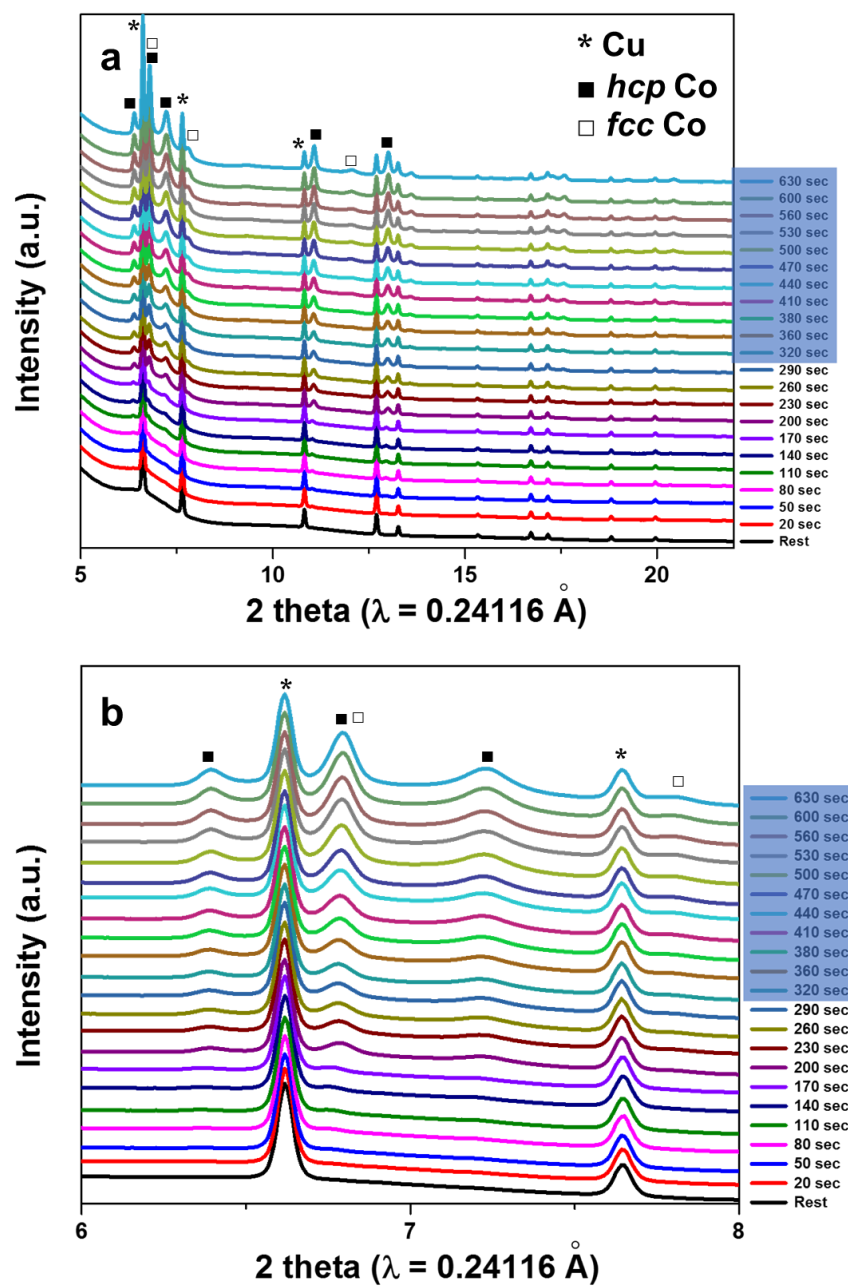 a
* Cu
■ hcp Co
□ fcc Co
Intensity (a.u.)
630 sec
600 sec
560 sec
530 sec
500 sec
470 sec
440 sec
410 sec
380 sec
360 sec
320 sec
290 sec
260 sec
230 sec
200 sec
170 sec
140 sec
110 sec
80 sec
50 sec
20 sec
Rest
5 10 15 20
2 theta (λ = 0.24116 Å)
b
Intensity (a.u.)
630 sec
600 sec
560 sec
530 sec
500 sec
470 sec
440 sec
410 sec
380 sec
360 sec
320 sec
290 sec
260 sec
230 sec
200 sec
170 sec
140 sec
110 sec
80 sec
50 sec
20 sec
Rest
6 7 8
2 theta (λ = 0.24116 Å)